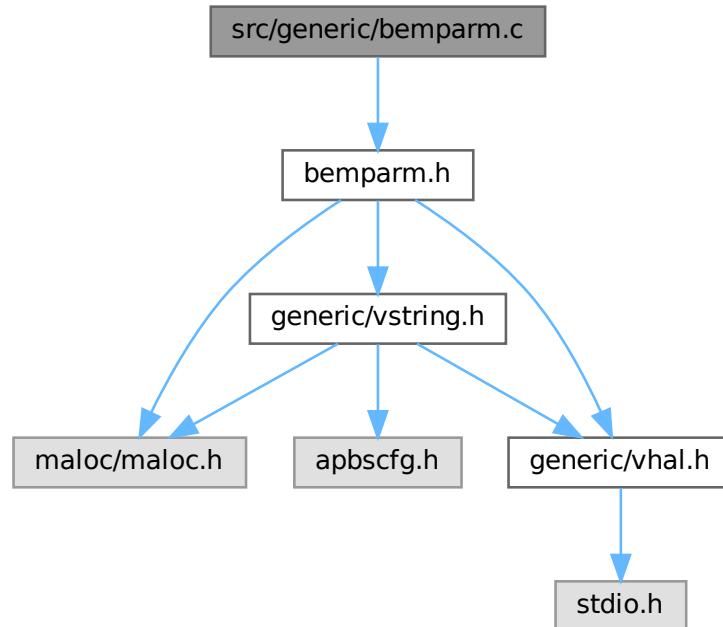 src/generic/bemparm.c
bemparm.h
generic/vstring.h
maloc/maloc.h
apbscfg.h
generic/vhal.h
stdio.h